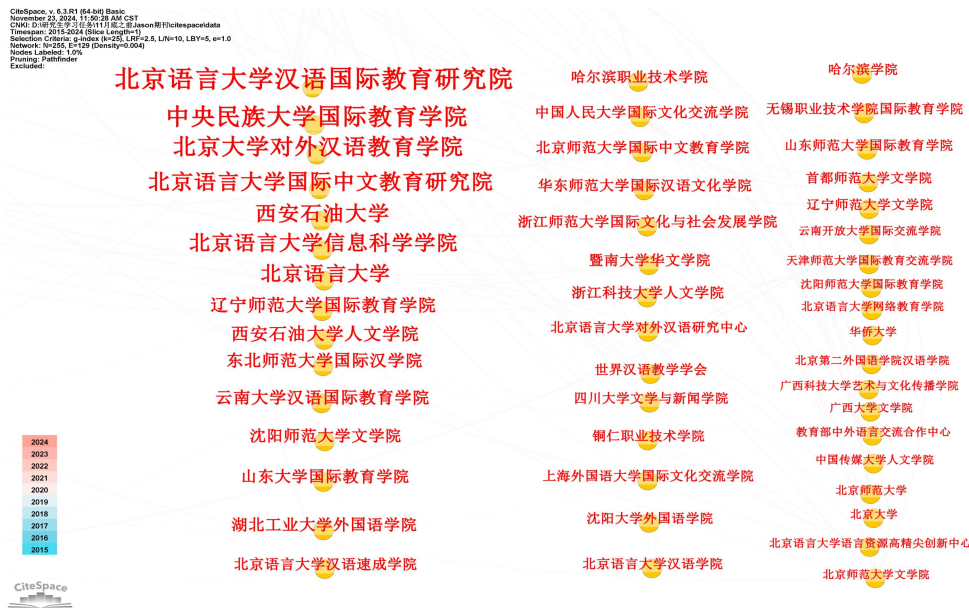 CiteSpace, v. 6.3.R1 (64-bit) Basic
November 23, 2024, 11:50:28 AM CST
CNKI: D:\研究生学习任务\11月底之前Jason期刊\citespace\data
Timespan: 2015-2024 (Slice Length=1)
Selection Criteria: g-index (k=25), LRF=2.5, L/N=10, LBY=5, e=1.0
Network: N=255, E=129 (Density=0.004)
Nodes Labeled: 1.0%
Pruning: Pathfinder
Excluded:
北京语言大学汉语国际教育研究院
中央民族大学国际教育学院
北京大学对外汉语教育学院
北京语言大学国际中文教育研究院
西安石油大学
北京语言大学信息科学学院
北京语言大学
辽宁师范大学国际教育学院
西安石油大学人文学院
东北师范大学国际汉学院
云南大学汉语国际教育学院
沈阳师范大学文学院
山东大学国际教育学院
湖北工业大学外国语学院
北京语言大学汉语速成学院
哈尔滨职业技术学院
中国人民大学国际文化交流学院
北京师范大学国际中文教育学院
华东师范大学国际汉语文化学院
浙江师范大学国际文化与社会发展学院
暨南大学华文学院
浙江科技大学人文学院
北京语言大学对外汉语研究中心
世界汉语教学学会
四川大学文学与新闻学院
铜仁职业技术学院
上海外国语大学国际文化交流学院
沈阳大学外国语学院
北京语言大学汉语学院
哈尔滨学院
无锡职业技术学院国际教育学院
山东师范大学国际教育学院
首都师范大学文学院
辽宁师范大学文学院
云南开放大学国际交流学院
天津师范大学国际教育交流学院
沈阳师范大学国际教育学院
北京语言大学网络教育学院
华侨大学
北京第二外国语学院汉语学院
广西科技大学艺术与文化传播学院
广西大学文学院
教育部中外语言交流合作中心
中国传媒大学人文学院
北京师范大学
北京大学
北京语言大学语言资源高精尖创新中心
北京师范大学文学院
2024
2023
2022
2021
2020
2019
2018
2017
2016
2015
CiteSpace